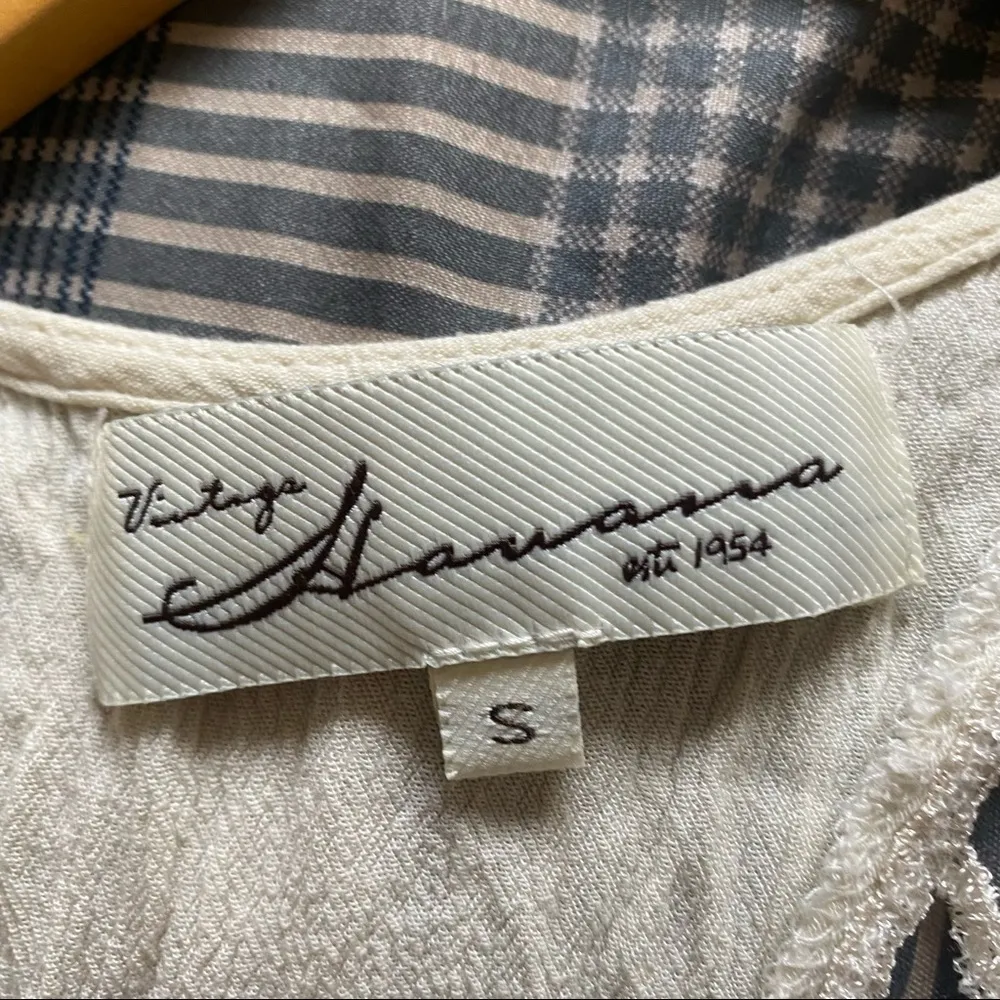 Vintage
Havana
est. 1954
S